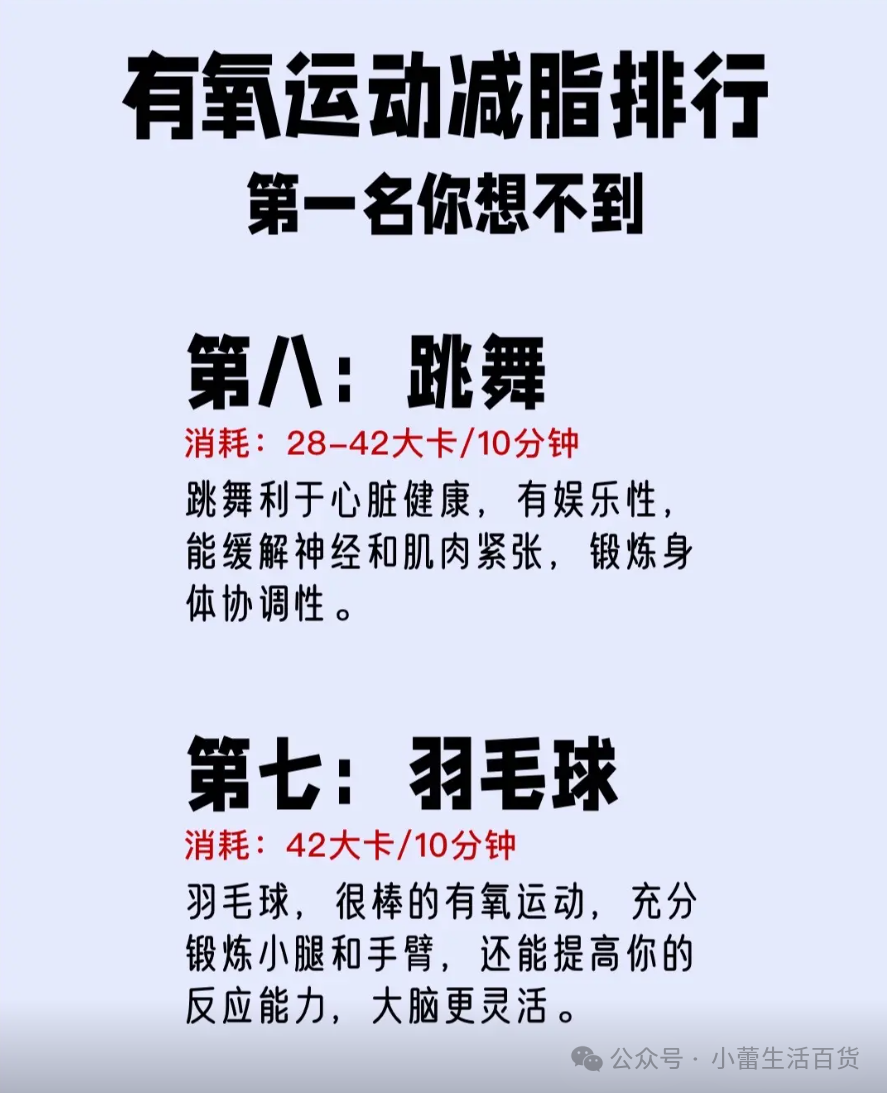 有氧运动减脂排行
第一名你想不到
第八：跳舞
消耗：28-42大卡/10分钟
跳舞利于心脏健康，有娱乐性，
能缓解神经和肌肉紧张，锻炼身
体协调性。
第七：羽毛球
消耗：42大卡/10分钟
羽毛球，很棒的有氧运动，充分
锻炼小腿和手臂，还能提高你的
反应能力，大脑更灵活。
公众号·小蕾生活百货